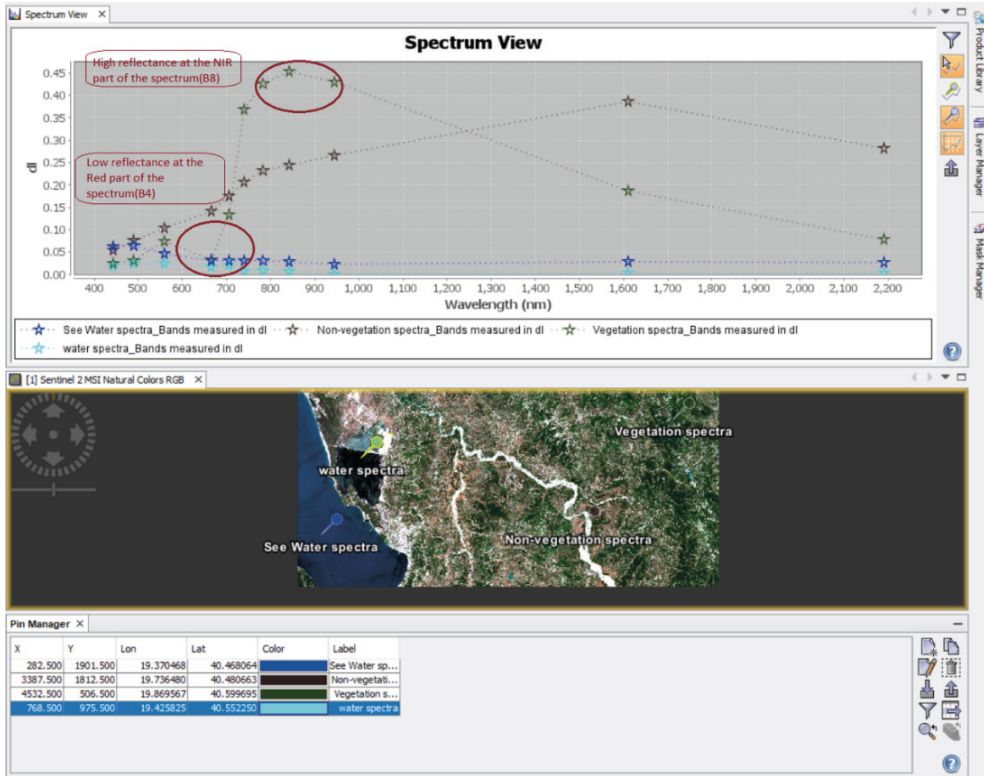 Spectrum View
Product Library
Layer Manager
Mask Manager
Spectrum View
High reflectance at the NIR
part of the spectrum(B8)
Low reflectance at the
Red part of the
spectrum(B4)
dl
0.45
0.40
0.35
0.30
0.25
0.20
0.15
0.10
0.05
0.00
400 500 600 700 800 900 1,000 1,100 1,200 1,300 1,400 1,500 1,600 1,700 1,800 1,900 2,000 2,100 2,200
Wavelength (nm)
See Water spectra_Bands measured in dl Non-vegetation spectra_Bands measured in dl Vegetation spectra_Bands measured in dl
water spectra_Bands measured in dl
[1] Sentinel 2 MSI Natural Colors RGB
Vegetation spectra
water spectra
See Water spectra
Non-vegetation spectra
Pin Manager
X Y Lon Lat Color Label
282.500 1901.500 19.370468 40.468064 See Water sp...
3387.500 1812.500 19.736480 40.480663 Non-vegetati...
4532.500 506.500 19.869567 40.599695 Vegetation s...
768.500 975.500 19.425825 40.552250 water spectra